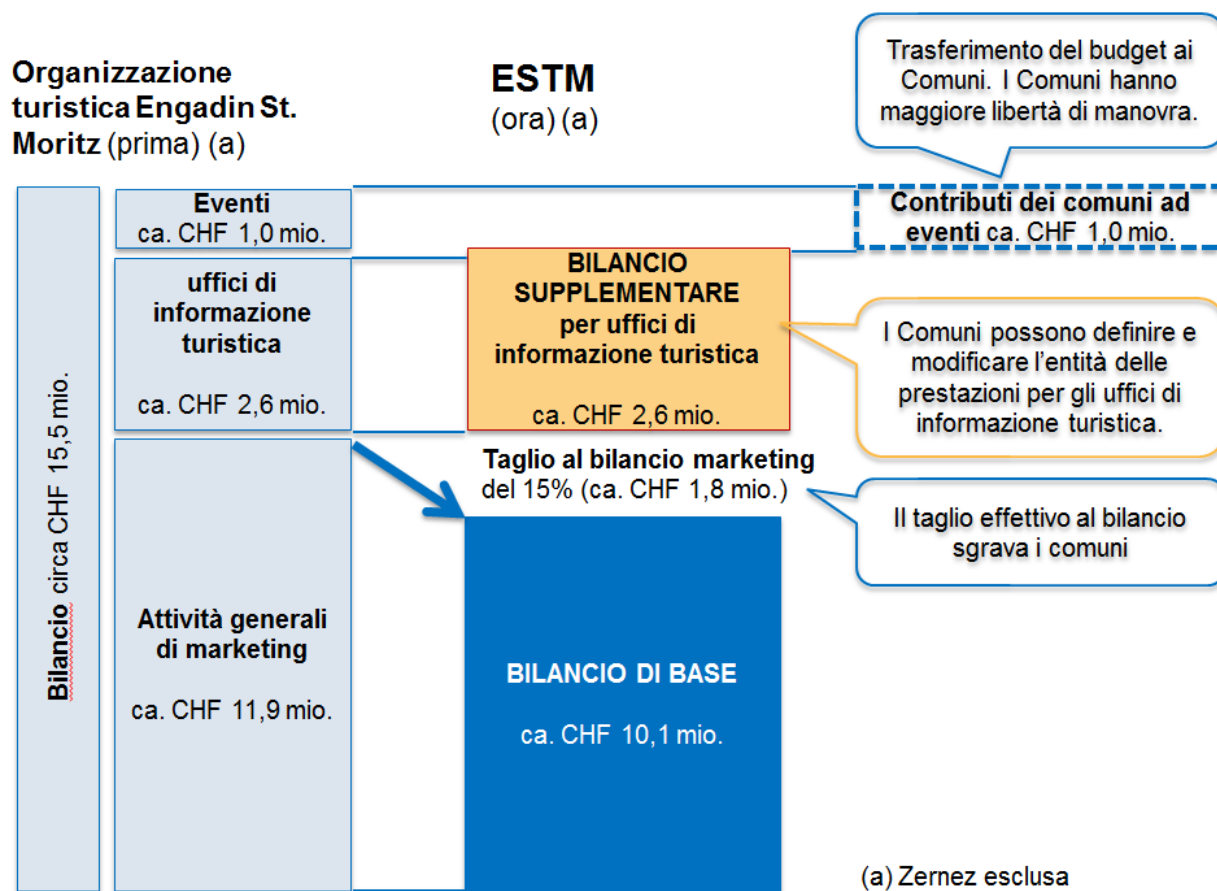 Organizzazione
turistica Engadin St.
Moritz (prima) (a)
ESTM
(ora) (a)
Trasferimento del budget ai
Comuni. I Comuni hanno
maggiore libertà di manovra.
Bilancio circa CHF 15,5 mio.
Eventi
ca. CHF 1,0 mio.
Contributi dei comuni ad
eventi ca. CHF 1,0 mio.
uffici di
informazione
turistica
ca. CHF 2,6 mio.
BILANCIO
SUPPLEMENTARE
per uffici di
informazione turistica
ca. CHF 2,6 mio.
I Comuni possono definire e
modificare l’entità delle
prestazioni per gli uffici di
informazione turistica.
Taglio al bilancio marketing
del 15% (ca. CHF 1,8 mio.)
Il taglio effettivo al bilancio
sgrava i comuni
Attività generali
di marketing
ca. CHF 11,9 mio.
BILANCIO DI BASE
ca. CHF 10,1 mio.
(a) Zernez esclusa